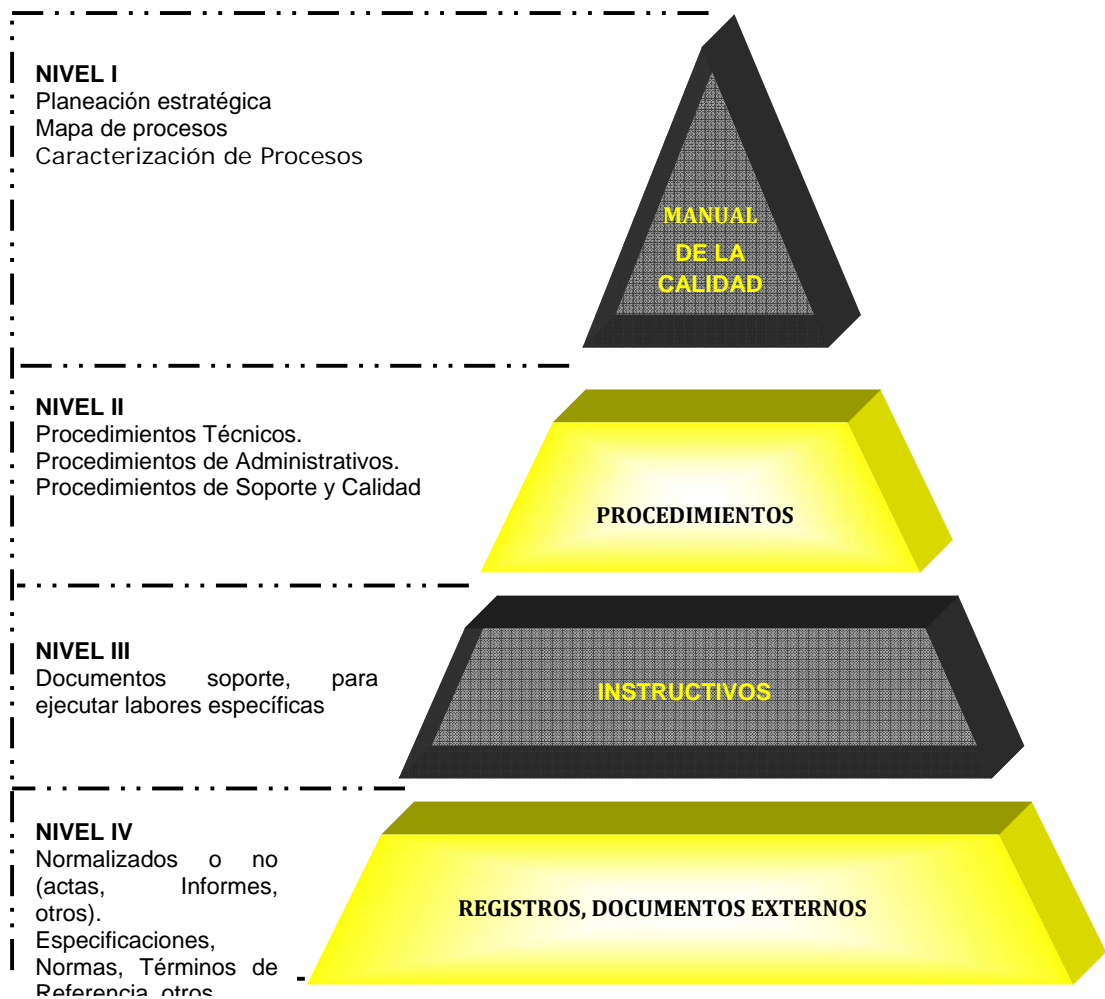 NIVEL I
Planeación estratégica
Mapa de procesos
Caracterización de Procesos
MANUAL
DE LA
CALIDAD
NIVEL II
Procedimientos Técnicos.
Procedimientos de Administrativos.
Procedimientos de Soporte y Calidad
PROCEDIMIENTOS
NIVEL III
Documentos soporte, para
ejecutar labores específicas
INSTRUCTIVOS
NIVEL IV
Normalizados o no
(actas, Informes,
otros).
Especificaciones,
Normas, Términos de
Referencia, otros
REGISTROS, DOCUMENTOS EXTERNOS